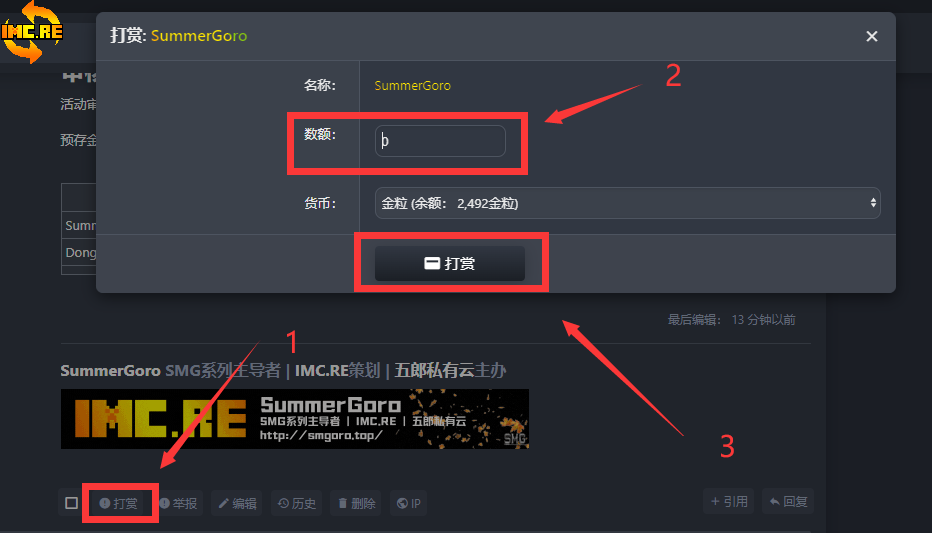 IMC.RE
打赏: SummerGoro
名称: SummerGoro
2
数额: 0
货币: 金粒 (余额: 2,492金粒)
打赏
活动审
预存金
Summ
Dong
最后编辑: 13 分钟以前
1
SummerGoro SMG系列主导者 | IMC.RE策划 | 五郎私有云主办
IMC.RE
SummerGoro
SMG系列主导者 | IMC.RE | 五郎私有云
http://smgoro.top/
SMG
3
打赏 举报 编辑 历史 删除 IP + 引用 回复